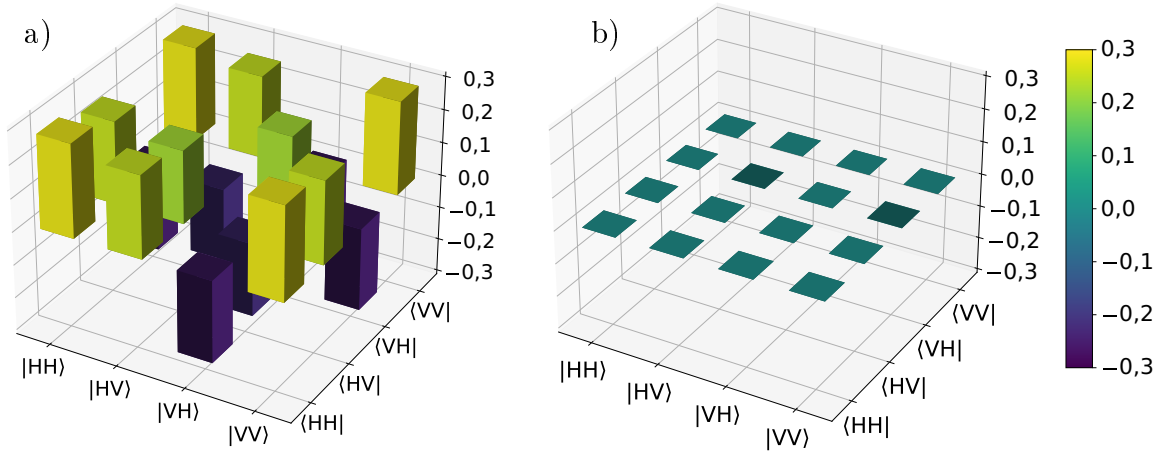 a)
0,3
0,2
0,1
0,0
−0,1
−0,2
−0,3
|HH⟩
|HV⟩
|VH⟩
|VV⟩
⟨HH|
⟨HV|
⟨VH|
⟨VV|
b)
0,3
0,2
0,1
0,0
−0,1
−0,2
−0,3
|HH⟩
|HV⟩
|VH⟩
|VV⟩
⟨HH|
⟨HV|
⟨VH|
⟨VV|
0,3
0,2
0,1
0,0
−0,1
−0,2
−0,3